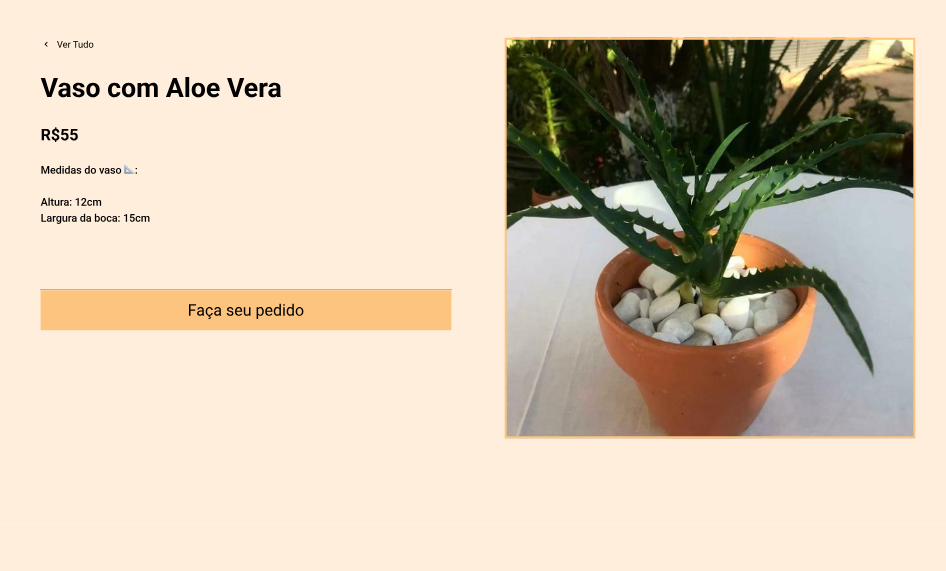 Ver Tudo
Vaso com Aloe Vera
R$55
Medidas do vaso 📐:
Altura: 12cm
Largura da boca: 15cm
Faça seu pedido